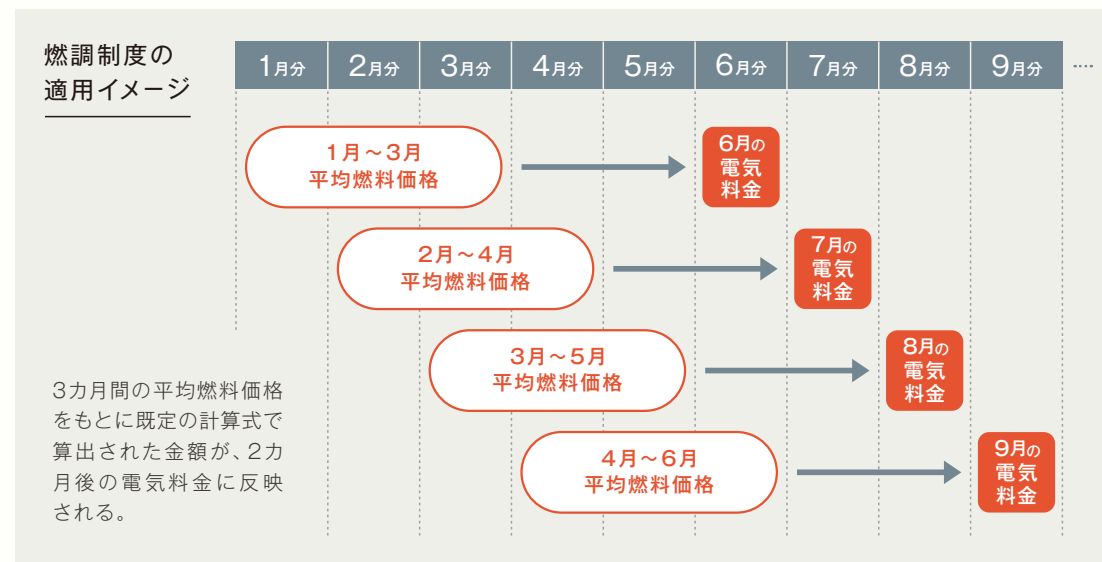 燃調制度の
適用イメージ
1月分 2月分 3月分 4月分 5月分 6月分 7月分 8月分 9月分 ····
1月〜3月
平均燃料価格
6月の
電気
料金
2月〜4月
平均燃料価格
7月の
電気
料金
3月〜5月
平均燃料価格
8月の
電気
料金
4月〜6月
平均燃料価格
9月の
電気
料金
3カ月間の平均燃料価格
をもとに既定の計算式で
算出された金額が、2カ
月後の電気料金に反映
される。